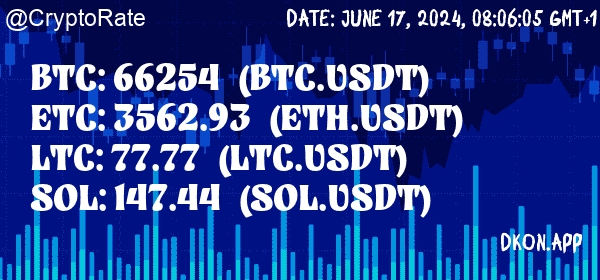 @CryptoRate
DATE: JUNE 17, 2024, 08:06:05 GMT+1
BTC: 66254 (BTC.USDT)
ETC: 3562.93 (ETH.USDT)
LTC: 77.77 (LTC.USDT)
SOL: 147.44 (SOL.USDT)
DKON.APP